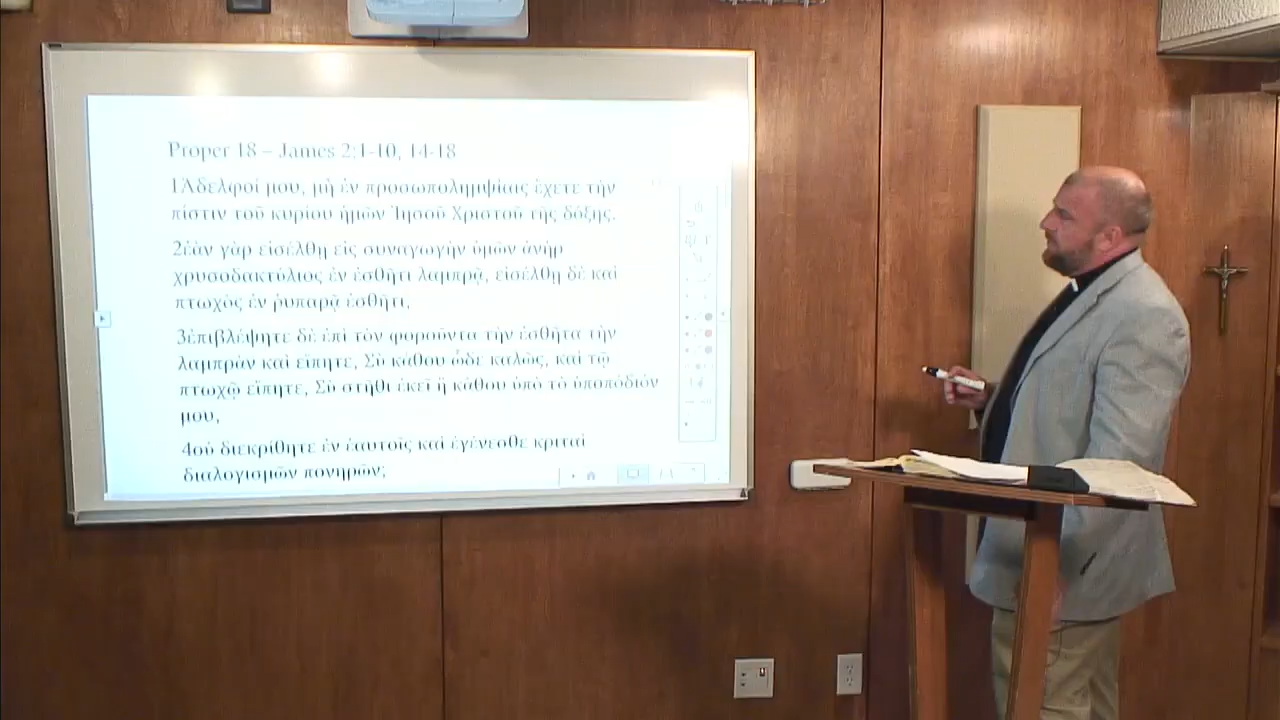 Proper 18 – James 2:1-10, 14-18
1Ἀδελφοί μου, μὴ ἐν προσωπολημψίαις ἔχετε τὴν
πίστιν τοῦ κυρίου ἡμῶν Ἰησοῦ Χριστοῦ τῆς δόξης.
2ἐὰν γὰρ εἰσέλθῃ εἰς συναγωγὴν ὑμῶν ἀνὴρ
χρυσοδακτύλιος ἐν ἐσθῆτι λαμπρᾷ, εἰσέλθῃ δὲ καὶ
πτωχὸς ἐν ῥυπαρᾷ ἐσθῆτι,
3ἐπιβλέψητε δὲ ἐπὶ τὸν φοροῦντα τὴν ἐσθῆτα τὴν
λαμπρὰν καὶ εἴπητε, Σὺ κάθου ὧδε καλῶς, καὶ τῷ
πτωχῷ εἴπητε, Σὺ στῆθι ἐκεῖ ἢ κάθου ὑπὸ τὸ ὑποπόδιόν
μου,
4οὐ διεκρίθητε ἐν ἑαυτοῖς καὶ ἐγένεσθε κριταὶ
διαλογισμῶν πονηρῶν;